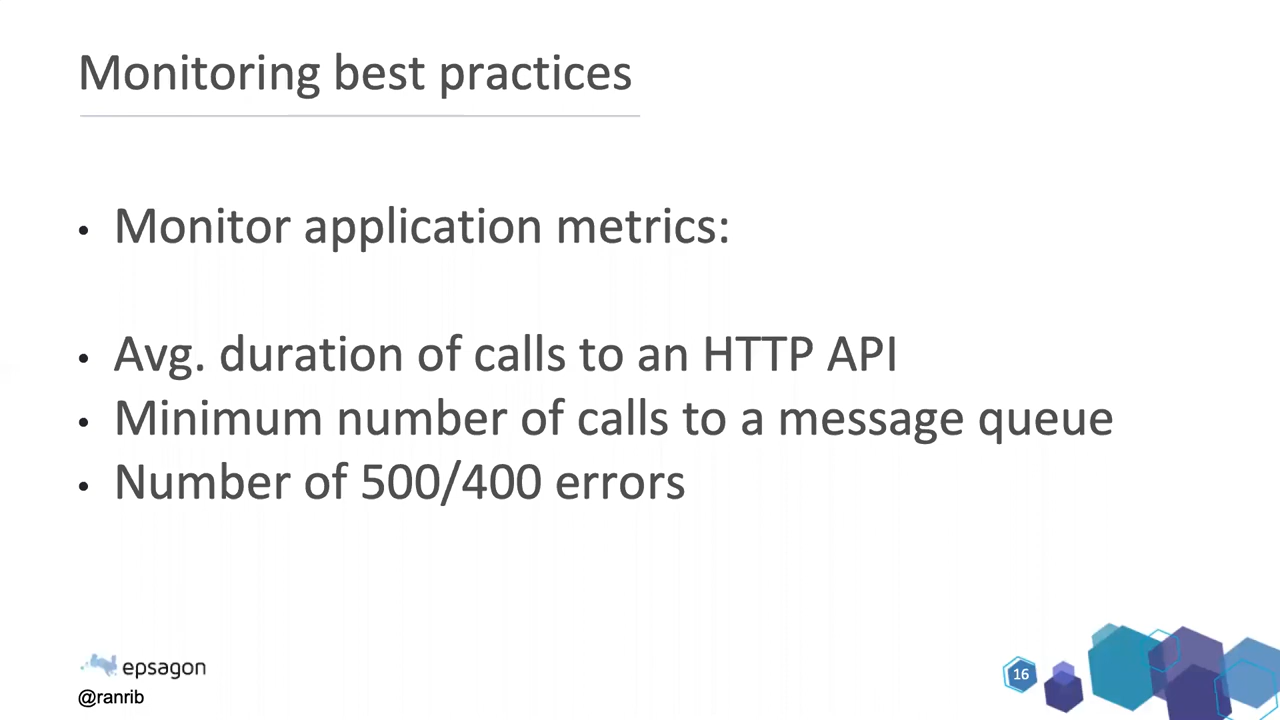 Monitoring best practices
• Monitor application metrics:
• Avg. duration of calls to an HTTP API
• Minimum number of calls to a message queue
• Number of 500/400 errors
epsagon
@ranrib
16